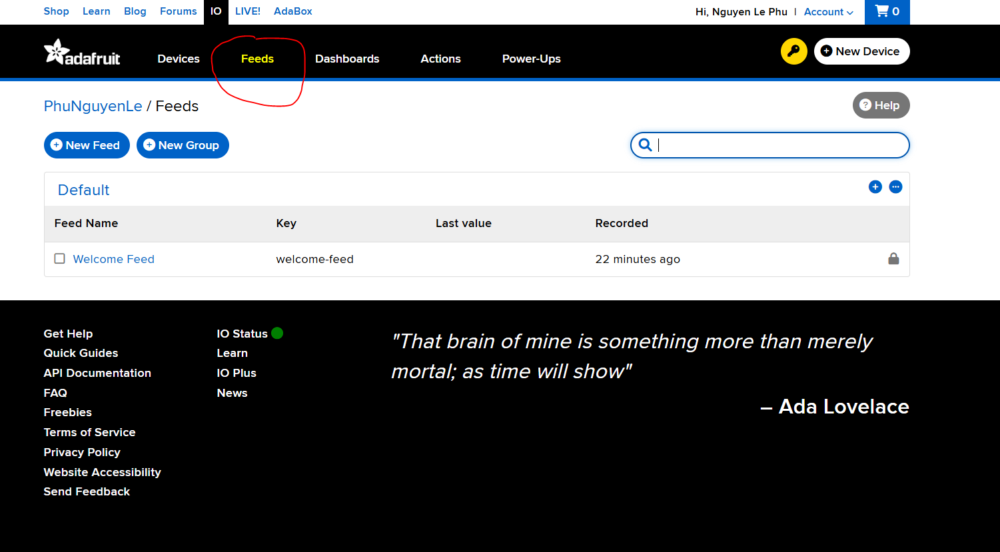 Shop Learn Blog Forums IO LIVE! AdaBox Hi, Nguyen Le Phu | Account 0
adafruit Devices Feeds Dashboards Actions Power-Ups New Device
PhuNguyenLe / Feeds ? Help
New Feed New Group
Default
Feed Name Key Last value Recorded
Welcome Feed welcome-feed 22 minutes ago
Get Help
Quick Guides
API Documentation
FAQ
Freebies
Terms of Service
Privacy Policy
Website Accessibility
Send Feedback
IO Status
Learn
IO Plus
News
"That brain of mine is something more than merely
mortal; as time will show"
– Ada Lovelace